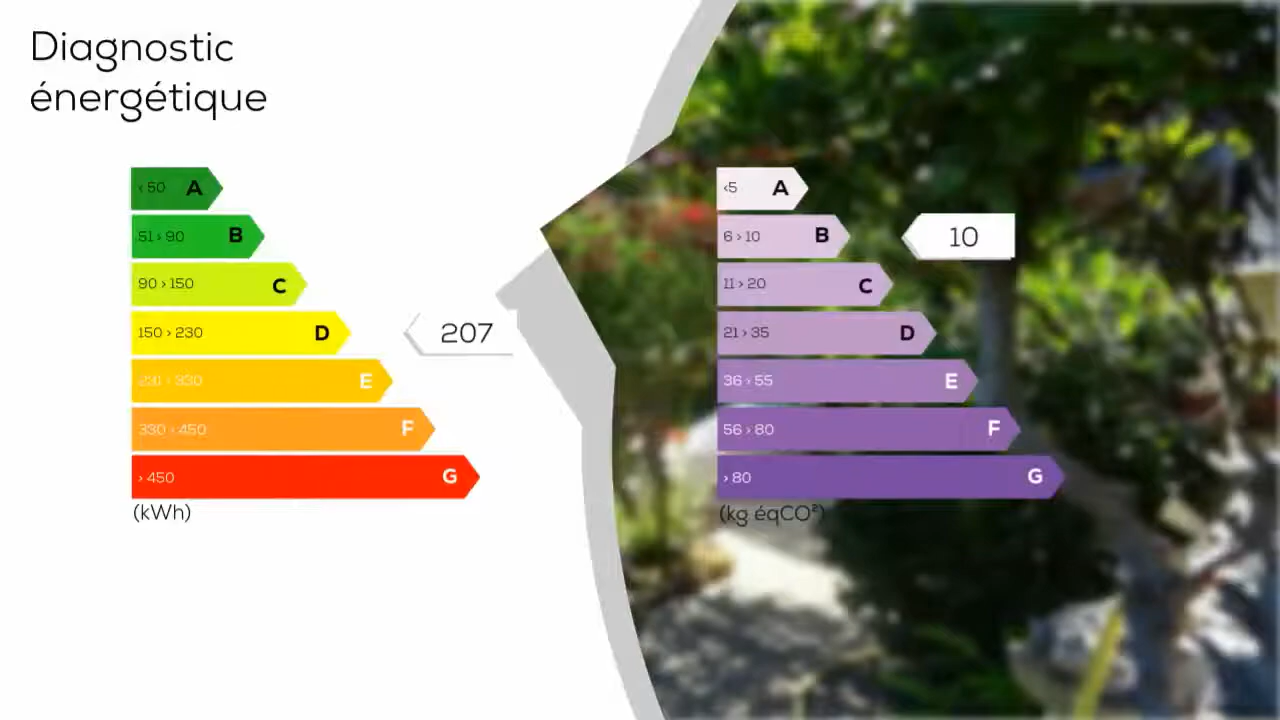 Diagnostic
énergétique
< 50 A
51 > 90 B
90 > 150 C
150 > 230 D
207
230 > 330 E
330 > 450 F
> 450 G
(kWh)
<5 A
6 > 10 B
10
11 > 20 C
21 > 35 D
36 > 55 E
56 > 80 F
> 80 G
(kg éqCO²)